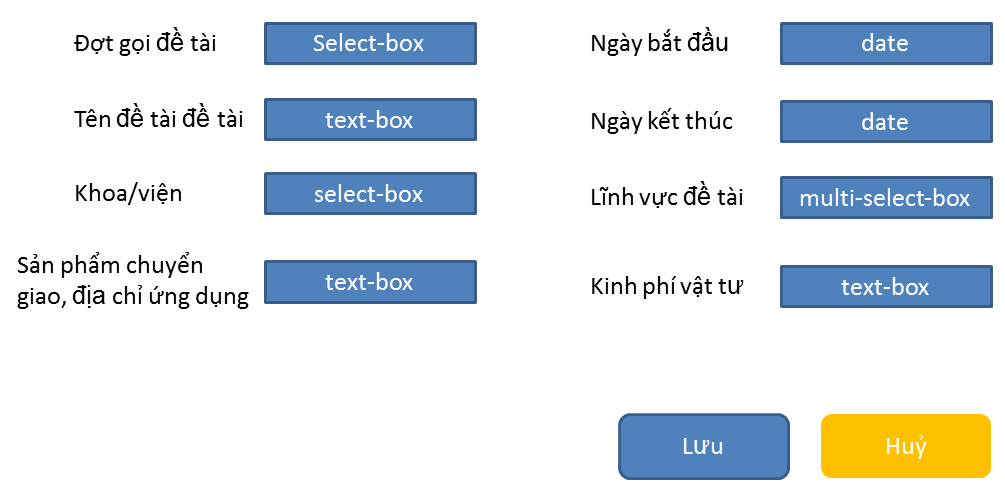 Đợt gọi đề tài
Select-box
Ngày bắt đầu
date
Tên đề tài đề tài
text-box
Ngày kết thúc
date
Khoa/viện
select-box
Lĩnh vực đề tài
multi-select-box
Sản phẩm chuyển
giao, địa chỉ ứng dụng
text-box
Kinh phí vật tư
text-box
Lưu
Huỷ